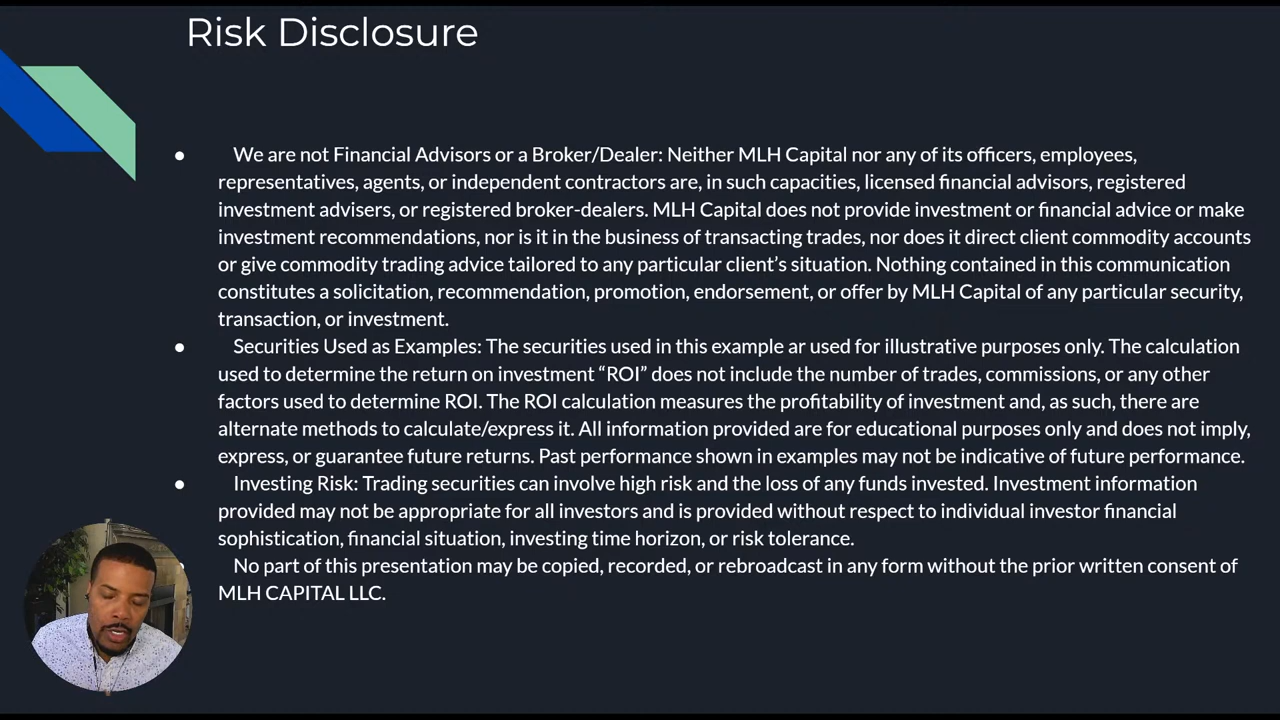 Risk Disclosure
● We are not Financial Advisors or a Broker/Dealer: Neither MLH Capital nor any of its officers, employees,
representatives, agents, or independent contractors are, in such capacities, licensed financial advisors, registered
investment advisers, or registered broker-dealers. MLH Capital does not provide investment or financial advice or make
investment recommendations, nor is it in the business of transacting trades, nor does it direct client commodity accounts
or give commodity trading advice tailored to any particular client’s situation. Nothing contained in this communication
constitutes a solicitation, recommendation, promotion, endorsement, or offer by MLH Capital of any particular security,
transaction, or investment.
● Securities Used as Examples: The securities used in this example ar used for illustrative purposes only. The calculation
used to determine the return on investment “ROI” does not include the number of trades, commissions, or any other
factors used to determine ROI. The ROI calculation measures the profitability of investment and, as such, there are
alternate methods to calculate/express it. All information provided are for educational purposes only and does not imply,
express, or guarantee future returns. Past performance shown in examples may not be indicative of future performance.
● Investing Risk: Trading securities can involve high risk and the loss of any funds invested. Investment information
provided may not be appropriate for all investors and is provided without respect to individual investor financial
sophistication, financial situation, investing time horizon, or risk tolerance.
No part of this presentation may be copied, recorded, or rebroadcast in any form without the prior written consent of
MLH CAPITAL LLC.